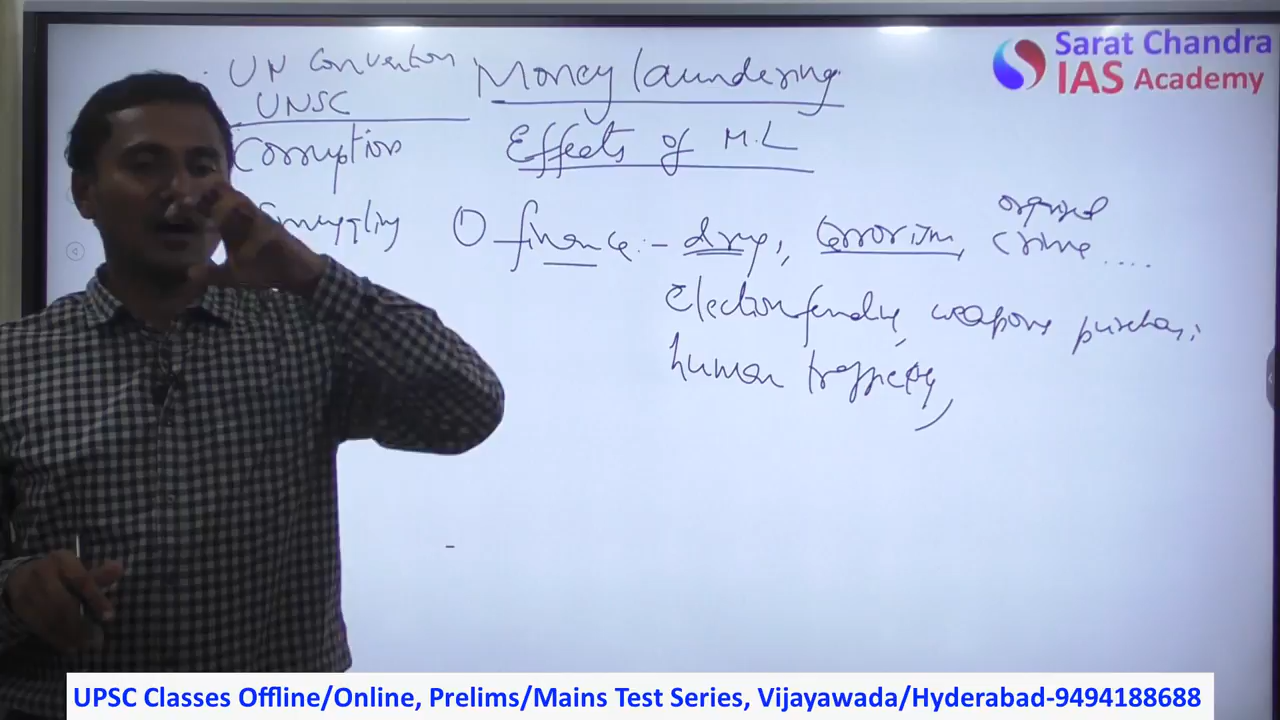 Sarat Chandra
IAS Academy
UN Convention
UNSC
Corruption
Smuggling
Money laundering
Effects of M.L
① finance:- drugs, terrorism, organised crime....
Election funding, weapons purchase,
human trafficking,
UPSC Classes Offline/Online, Prelims/Mains Test Series, Vijayawada/Hyderabad-9494188688